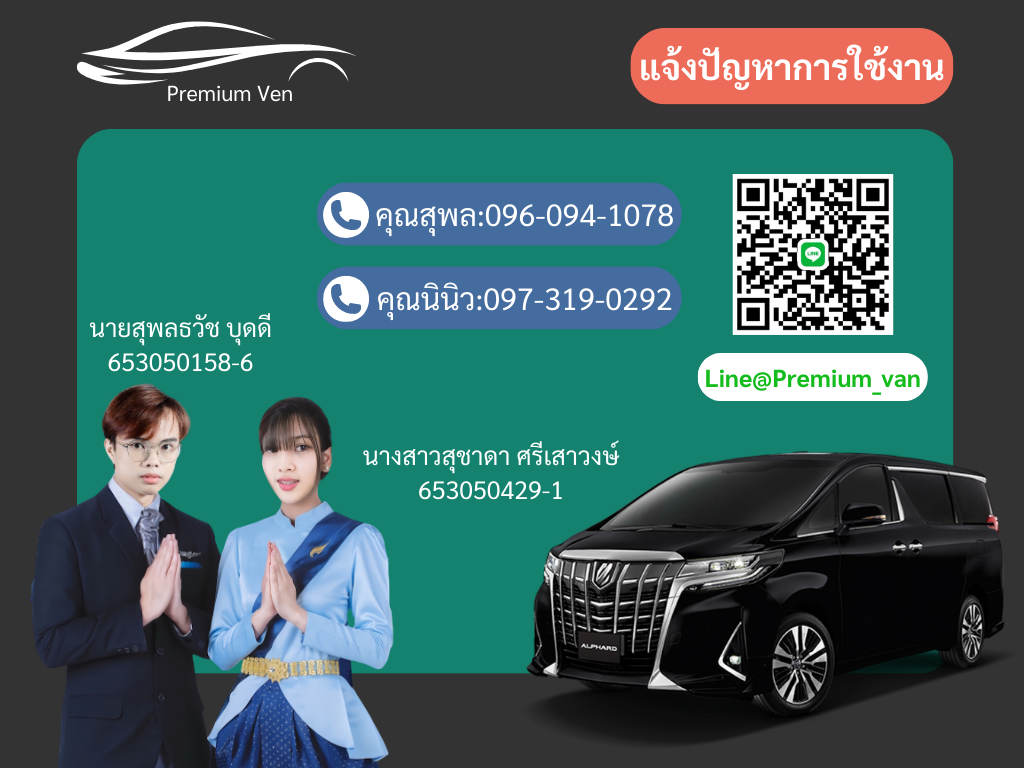 Premium Ven
แจ้งปัญหาการใช้งาน
คุณสุพล:096-094-1078
คุณนินิว:097-319-0292
LINE
Line@Premium_van
นายสุพลธวัช บุดดี
653050158-6
นางสาวสุชาดา ศรีเสาวงษ์
653050429-1
ALPHARD